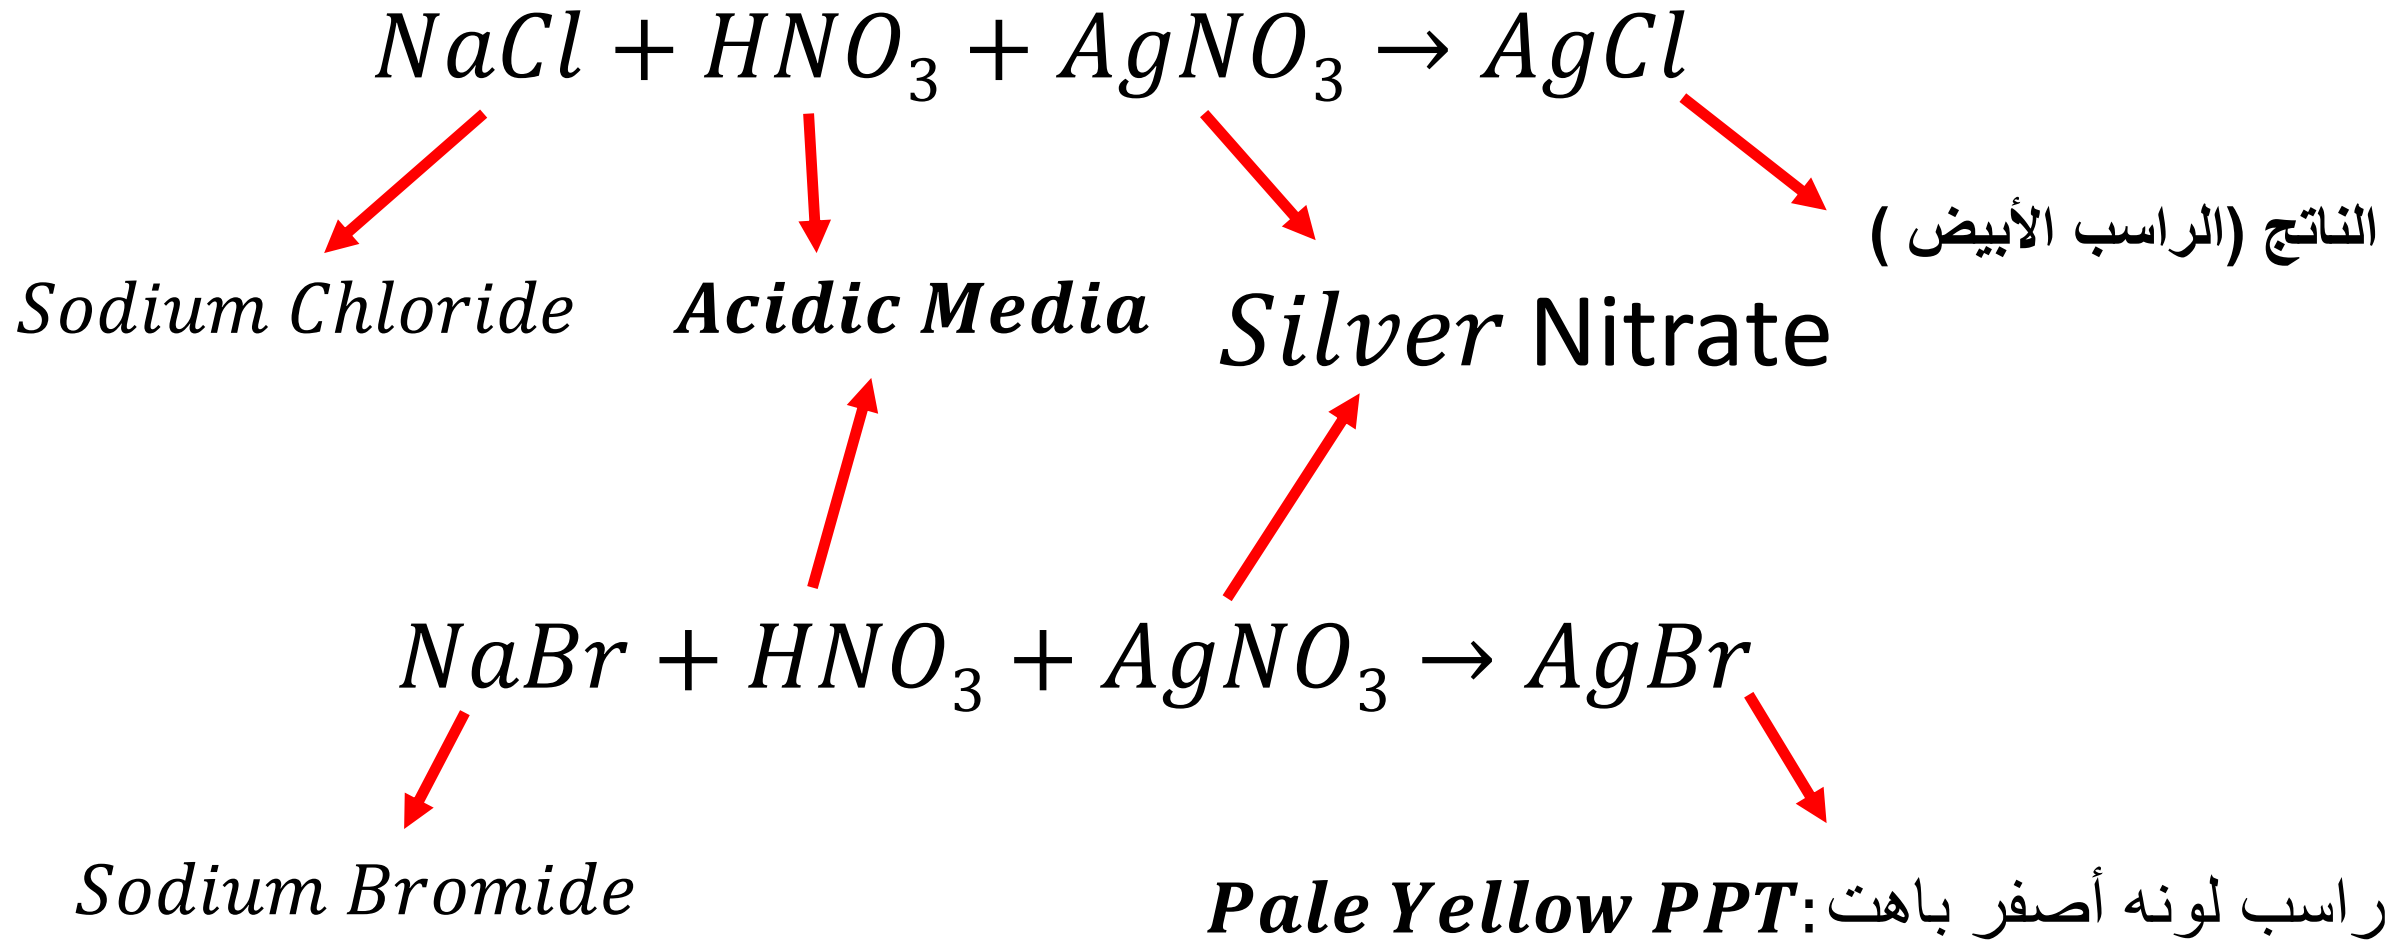 NaCl + HNO₃ + AgNO₃ → AgCl
الناتج (الراسب الأبيض )
Sodium Chloride Acidic Media Silver Nitrate
NaBr + HNO₃ + AgNO₃ → AgBr
Sodium Bromide
Pale Yellow PPT: راسب لونه أصفر باهت